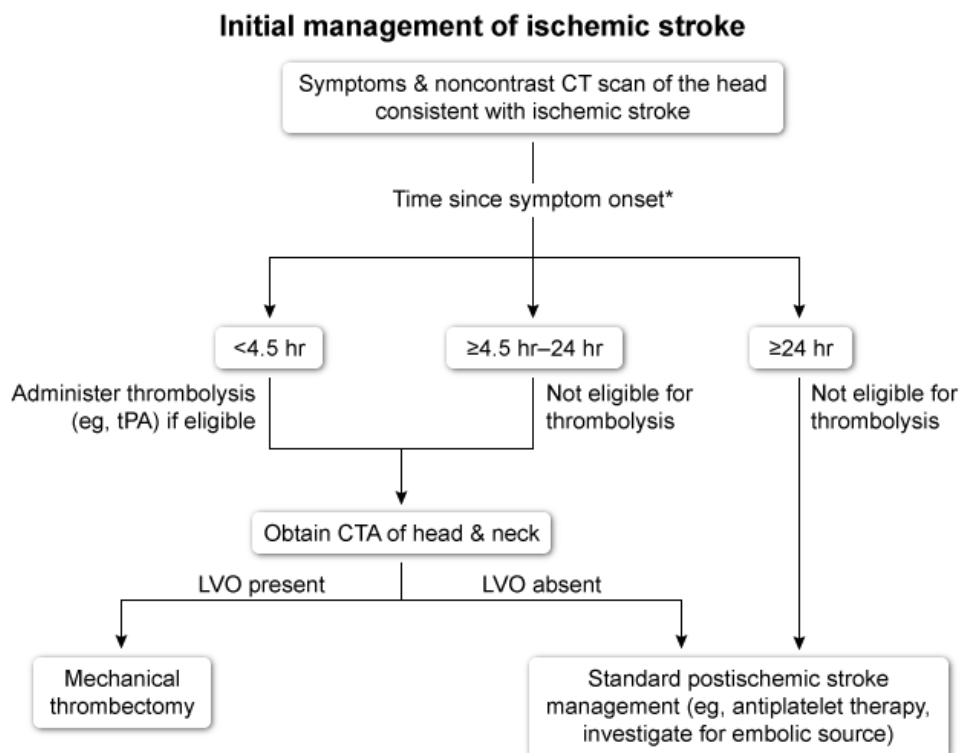 Initial management of ischemic stroke
Symptoms & noncontrast CT scan of the head
consistent with ischemic stroke
Time since symptom onset*
<4.5 hr
≥4.5 hr–24 hr
≥24 hr
Administer thrombolysis
(eg, tPA) if eligible
Not eligible for
thrombolysis
Not eligible for
thrombolysis
Obtain CTA of head & neck
LVO present
LVO absent
Mechanical
thrombectomy
Standard postischemic stroke
management (eg, antiplatelet therapy,
investigate for embolic source)